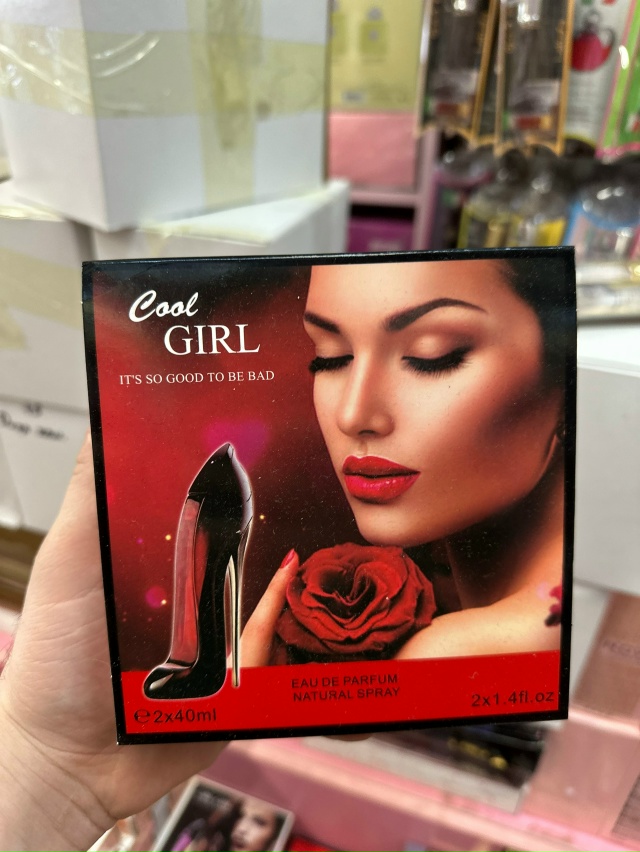 Cool
GIRL
IT'S SO GOOD TO BE BAD
EAU DE PARFUM
NATURAL SPRAY
℮2x40ml
2x1.4fl.oz